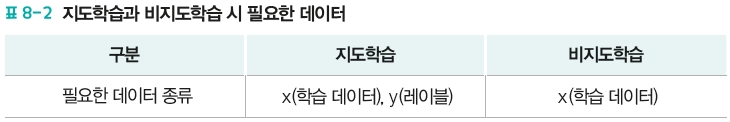 표 8-2 지도학습과 비지도학습 시 필요한 데이터
구분 지도학습 비지도학습
필요한 데이터 종류 x(학습 데이터), y(레이블) x(학습 데이터)